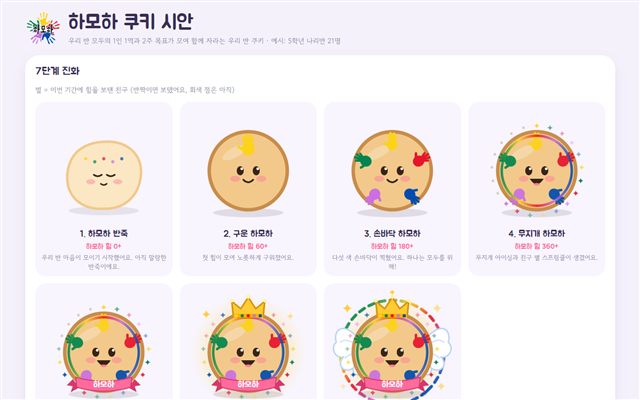 하모하
하모하 쿠키 시안
우리 반 모두의 1인 1역과 2주 목표가 모여 함께 자라는 우리 반 쿠키 · 예시: 5학년 나리반 21명
7단계 진화
별 = 이번 기간에 힘을 보탠 친구 (반짝이면 보탰어요, 회색 점은 아직)
1. 하모하 반죽
하모하 힘 0+
우리 반 마음이 모이기 시작했어요. 아직 말랑한
반죽이에요.
2. 구운 하모하
하모하 힘 60+
첫 힘이 모여 노릇하게 구워졌어요.
3. 손바닥 하모하
하모하 힘 180+
다섯 색 손바닥이 찍혔어요. 하나는 모두를 위
해!
4. 무지개 하모하
하모하 힘 360+
무지개 아이싱과 친구 별 스프링클이 생겼어요.
하모하
하모하
하모하